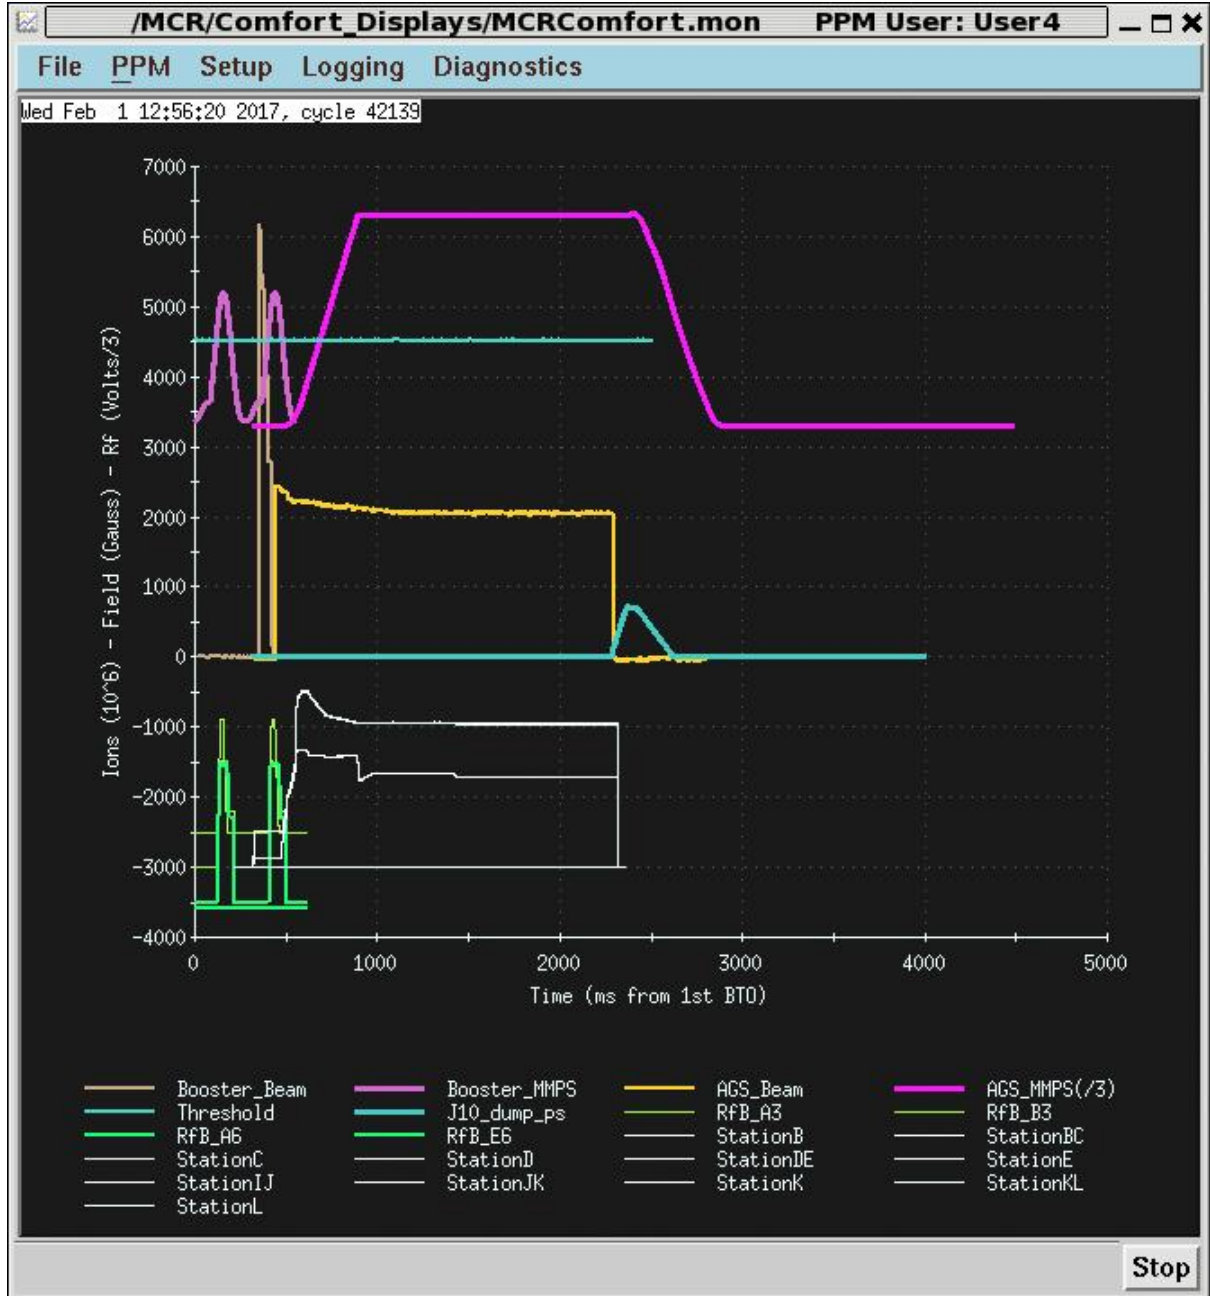 /MCR/Comfort_Displays/MCRComfort.mon PPM User: User4
File PPM Setup Logging Diagnostics
Wed Feb 1 12:56:20 2017, cycle 42139
7000
6000
5000
4000
3000
2000
1000
0
-1000
-2000
-3000
-4000
Ions (10^6) - Field (Gauss) - Rf (Volts/3)
0 1000 2000 3000 4000 5000
Time (ms from 1st BTO)
Booster_Beam Booster_MMPS AGS_Beam AGS_MMPS(/3)
Threshold J10_dump_ps RfB_A3 RfB_B3
RfB_A6 RfB_E6 StationB StationBC
StationC StationD StationDE StationE
StationIJ StationJK StationK StationKL
StationL
Stop